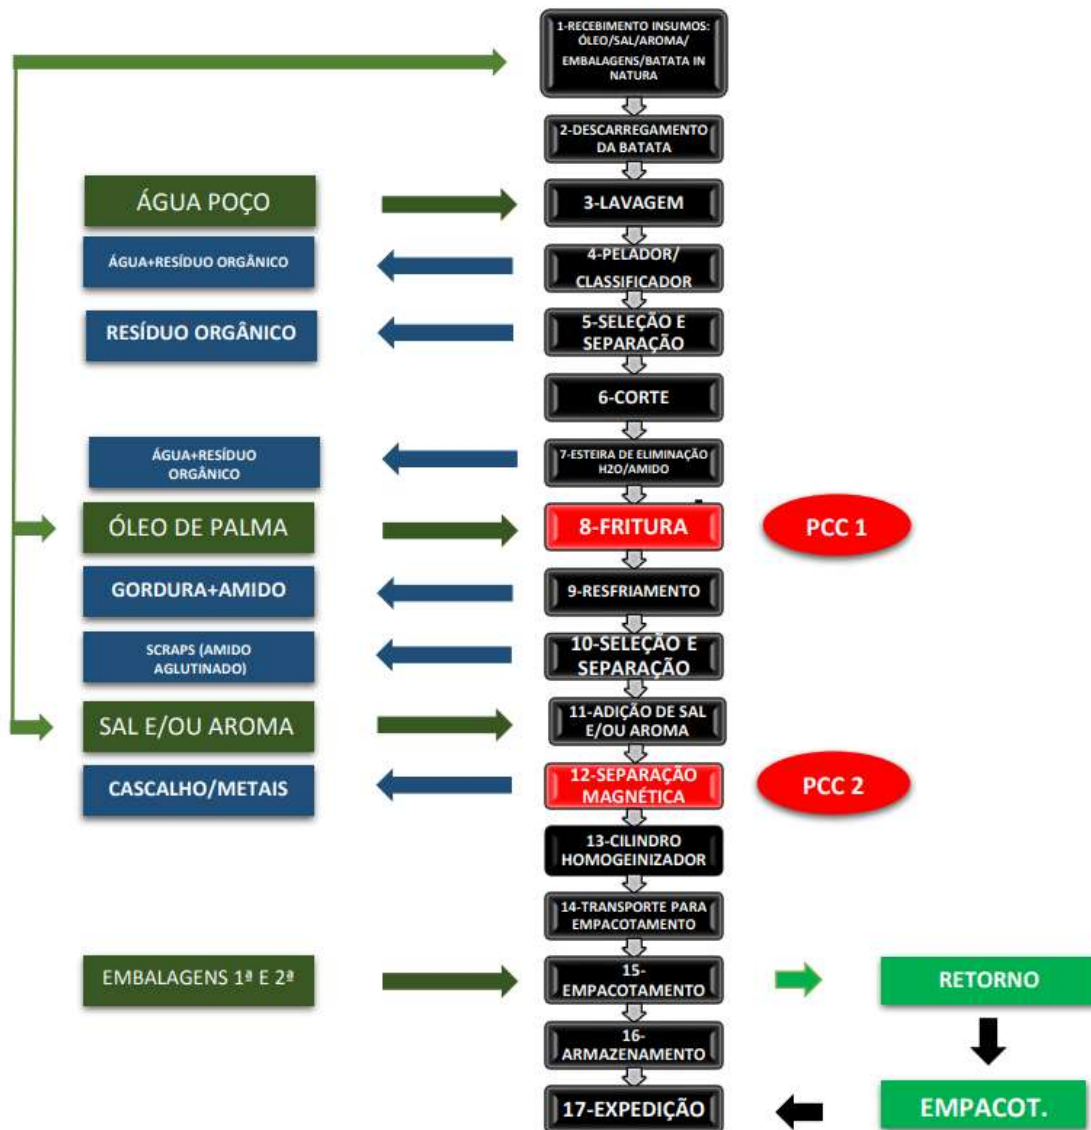 1-RECEBIMENTO INSUMOS:
ÓLEO/SAL/AROMA/
EMBALAGENS/BATATA IN
NATURA
2-DESCARREGAMENTO
DA BATATA
ÁGUA POÇO
3-LAVAGEM
ÁGUA+RESÍDUO ORGÂNICO
4-PELADOR/
CLASSIFICADOR
RESÍDUO ORGÂNICO
5-SELEÇÃO E
SEPARAÇÃO
6-CORTE
ÁGUA+RESÍDUO
ORGÂNICO
7-ESTEIRA DE ELIMINAÇÃO
H2O/AMIDO
ÓLEO DE PALMA
8-FRITURA
PCC 1
GORDURA+AMIDO
9-RESFRIAMENTO
SCRAPS (AMIDO
AGLUTINADO)
10-SELEÇÃO E
SEPARAÇÃO
SAL E/OU AROMA
11-ADIÇÃO DE SAL
E/OU AROMA
CASCALHO/METAIS
12-SEPARAÇÃO
MAGNÉTICA
PCC 2
13-CILINDRO
HOMOGEINIZADOR
14-TRANSPORTE PARA
EMPACOTAMENTO
EMBALAGENS 1ª E 2ª
15-
EMPACOTAMENTO
RETORNO
16-
ARMAZENAMENTO
17-EXPEDIÇÃO
EMPACOT.